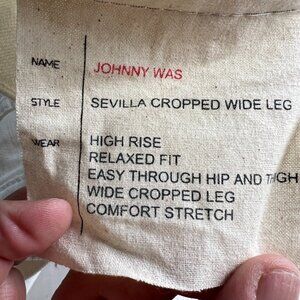 NAME JOHNNY WAS
STYLE SEVILLA CROPPED WIDE LEG
WEAR HIGH RISE
RELAXED FIT
EASY THROUGH HIP AND THIGH
WIDE CROPPED LEG
COMFORT STRETCH